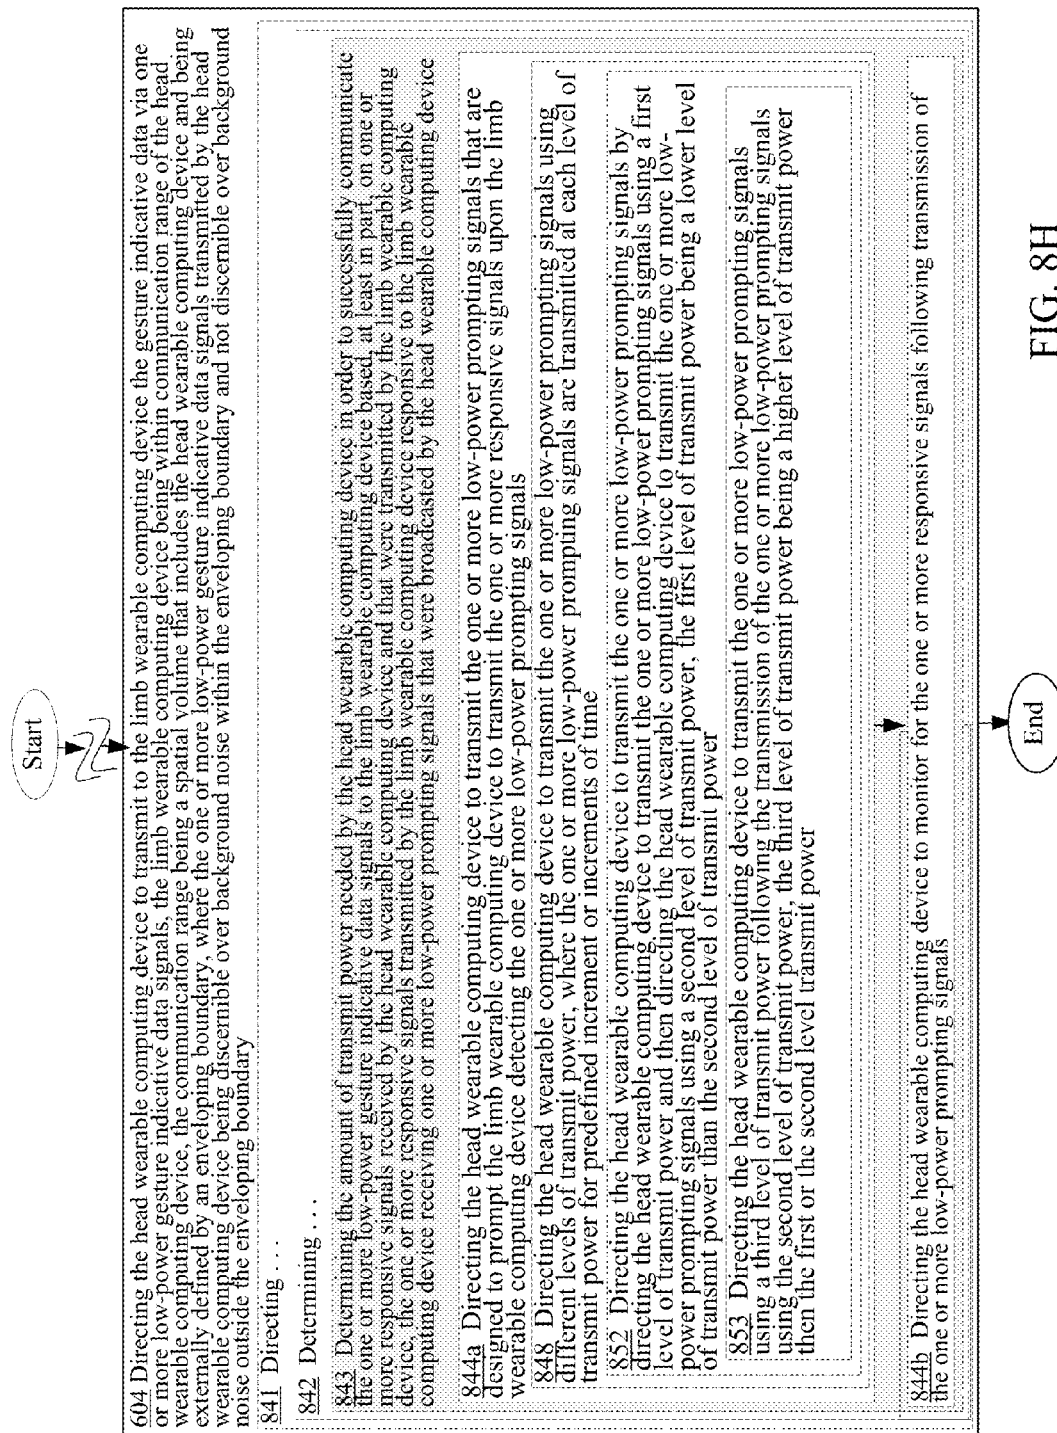 Start
604 Directing the head wearable computing device to transmit to the limb wearable computing device the gesture indicative data via one
or more low-power gesture indicative data signals, the limb wearable computing device being within communication range of the head
wearable computing device, the communication range being a spatial volume that includes the head wearable computing device and being
externally defined by an enveloping boundary, where the one or more low-power gesture indicative data signals transmitted by the head
wearable computing device being discernible over background noise within the enveloping boundary and not discernible over background
noise outside the enveloping boundary
841 Directing . . .
842 Determining . . .
843 Determining the amount of transmit power needed by the head wearable computing device in order to successfully communicate
the one or more low-power gesture indicative data signals to the limb wearable computing device based, at least in part, on one or
more responsive signals received by the head wearable computing device and that were transmitted by the limb wearable computing
device, the one or more responsive signals transmitted by the limb wearable computing device responsive to the limb wearable
computing device receiving one or more low-power prompting signals that were broadcasted by the head wearable computing device
844a Directing the head wearable computing device to transmit the one or more low-power prompting signals that are
designed to prompt the limb wearable computing device to transmit the one or more responsive signals upon the limb
wearable computing device detecting the one or more low-power prompting signals
848 Directing the head wearable computing device to transmit the one or more low-power prompting signals using
different levels of transmit power, where the one or more low-power prompting signals are transmitted at each level of
transmit power for predefined increment or increments of time
852 Directing the head wearable computing device to transmit the one or more low-power prompting signals by
directing the head wearable computing device to transmit the one or more low-power prompting signals using a first
level of transmit power and then directing the head wearable computing device to transmit the one or more low-
power prompting signals using a second level of transmit power, the first level of transmit power being a lower level
of transmit power than the second level of transmit power
853 Directing the head wearable computing device to transmit the one or more low-power prompting signals
using a third level of transmit power following the transmission of the one or more low-power prompting signals
using the second level of transmit power, the third level of transmit power being a higher level of transmit power
then the first or the second level transmit power
844b Directing the head wearable computing device to monitor for the one or more responsive signals following transmission of
the one or more low-power prompting signals
End
FIG. 8H